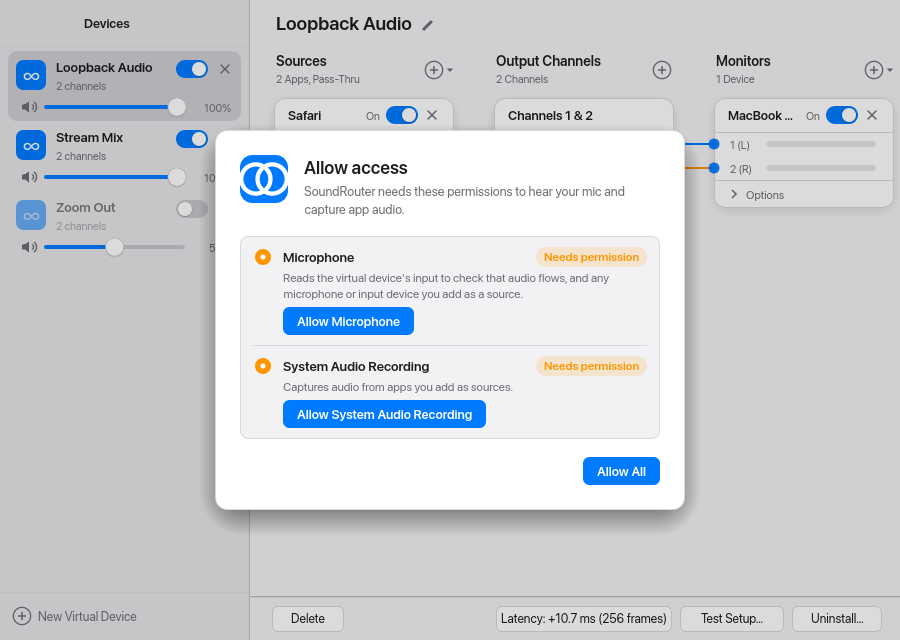 Devices
Loopback Audio
2 channels
100%
Stream Mix
2 channels
Zoom Out
2 channels
New Virtual Device
Loopback Audio
Sources
2 Apps, Pass-Thru
Output Channels
2 Channels
Monitors
1 Device
Safari
On
Channels 1 & 2
MacBook ...
On
1 (L)
2 (R)
Options
Allow access
SoundRouter needs these permissions to hear your mic and
capture app audio.
Microphone
Needs permission
Reads the virtual device's input to check that audio flows, and any
microphone or input device you add as a source.
Allow Microphone
System Audio Recording
Needs permission
Captures audio from apps you add as sources.
Allow System Audio Recording
Allow All
Delete
Latency: +10.7 ms (256 frames)
Test Setup...
Uninstall...